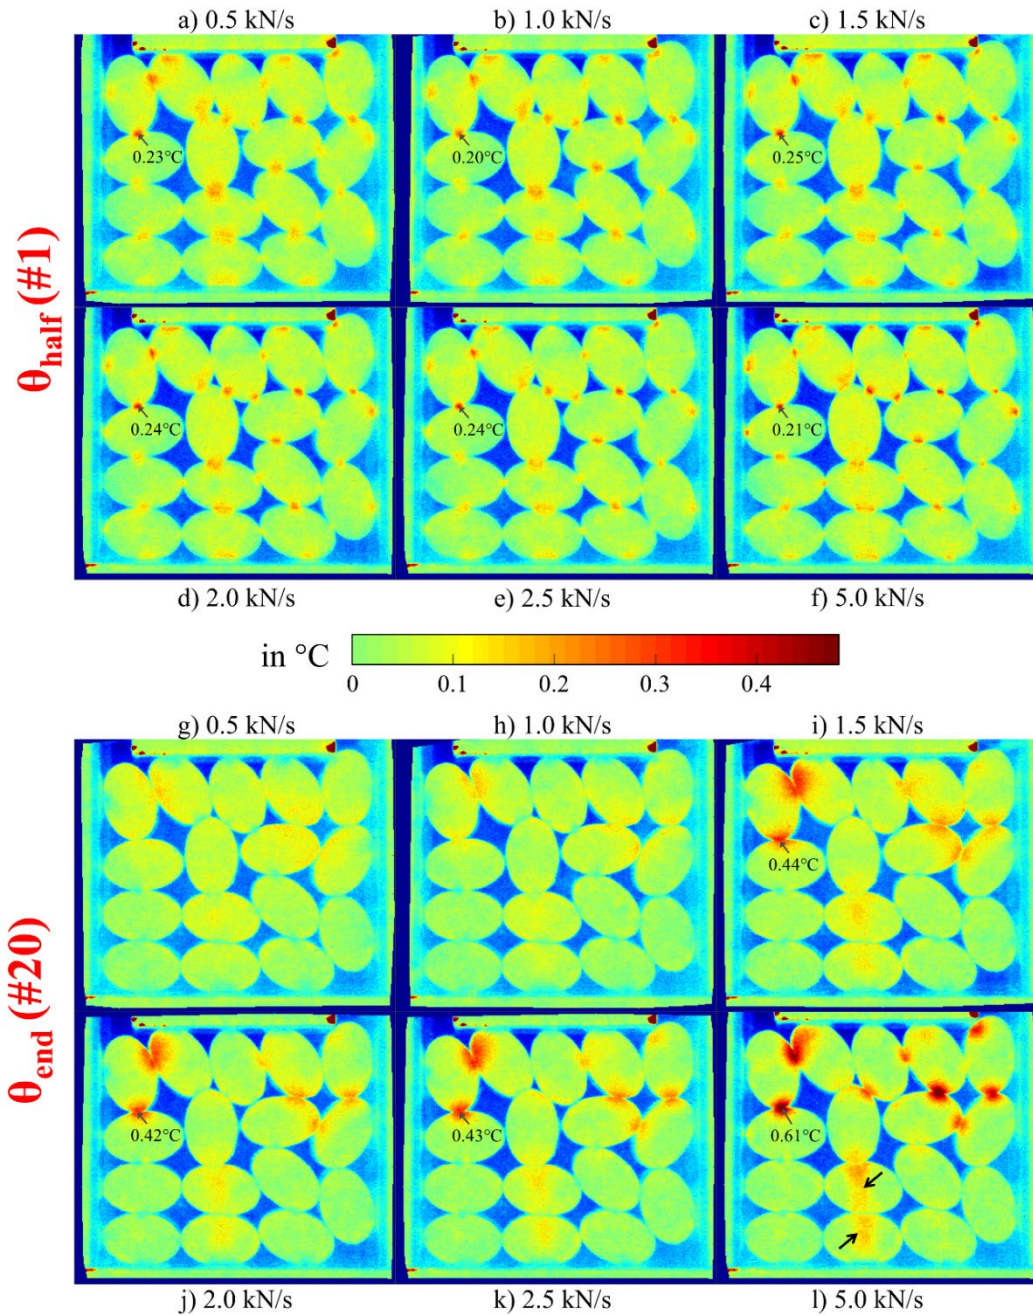 a) 0.5 kN/s
b) 1.0 kN/s
c) 1.5 kN/s
0.23°C
0.20°C
0.25°C
θhalf (#1)
0.24°C
0.24°C
0.21°C
d) 2.0 kN/s
e) 2.5 kN/s
f) 5.0 kN/s
in °C
0 0.1 0.2 0.3 0.4
g) 0.5 kN/s
h) 1.0 kN/s
i) 1.5 kN/s
0.44°C
θend (#20)
0.42°C
0.43°C
0.61°C
j) 2.0 kN/s
k) 2.5 kN/s
l) 5.0 kN/s